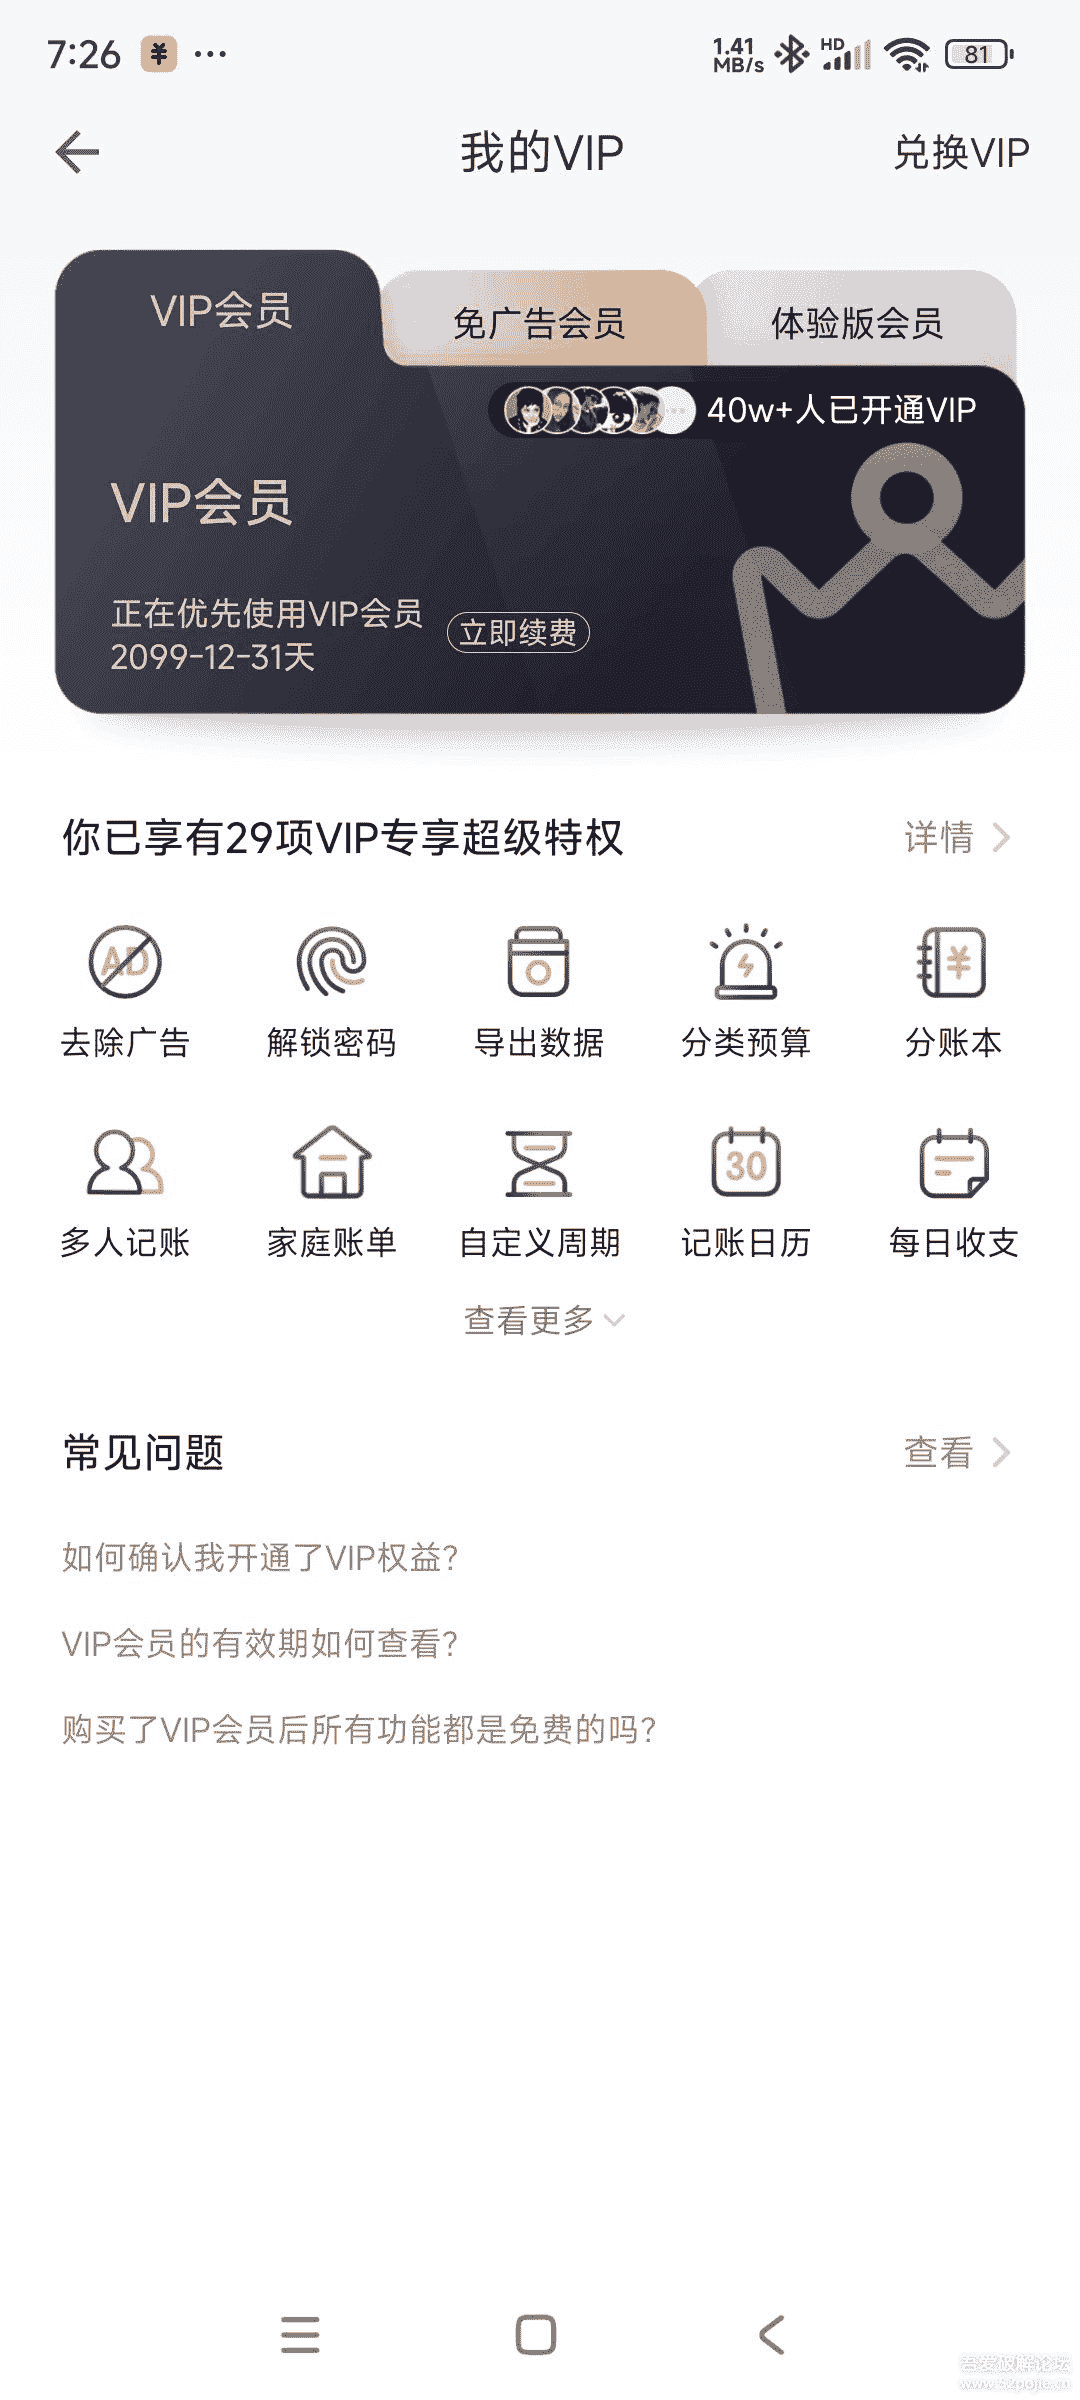 7:26
1.41 MB/s
HD
81
我的VIP
兑换VIP
VIP会员
免广告会员
体验版会员
40w+人已开通VIP
VIP会员
正在优先使用VIP会员
2099-12-31天
立即续费
你已享有29项VIP专享超级特权
详情
AD
去除广告
解锁密码
导出数据
分类预算
¥
分账本
多人记账
家庭账单
自定义周期
30
记账日历
每日收支
查看更多
常见问题
查看
如何确认我开通了VIP权益?
VIP会员的有效期如何查看?
购买了VIP会员后所有功能都是免费的吗?
吾爱破解论坛
www.52pojie.cn